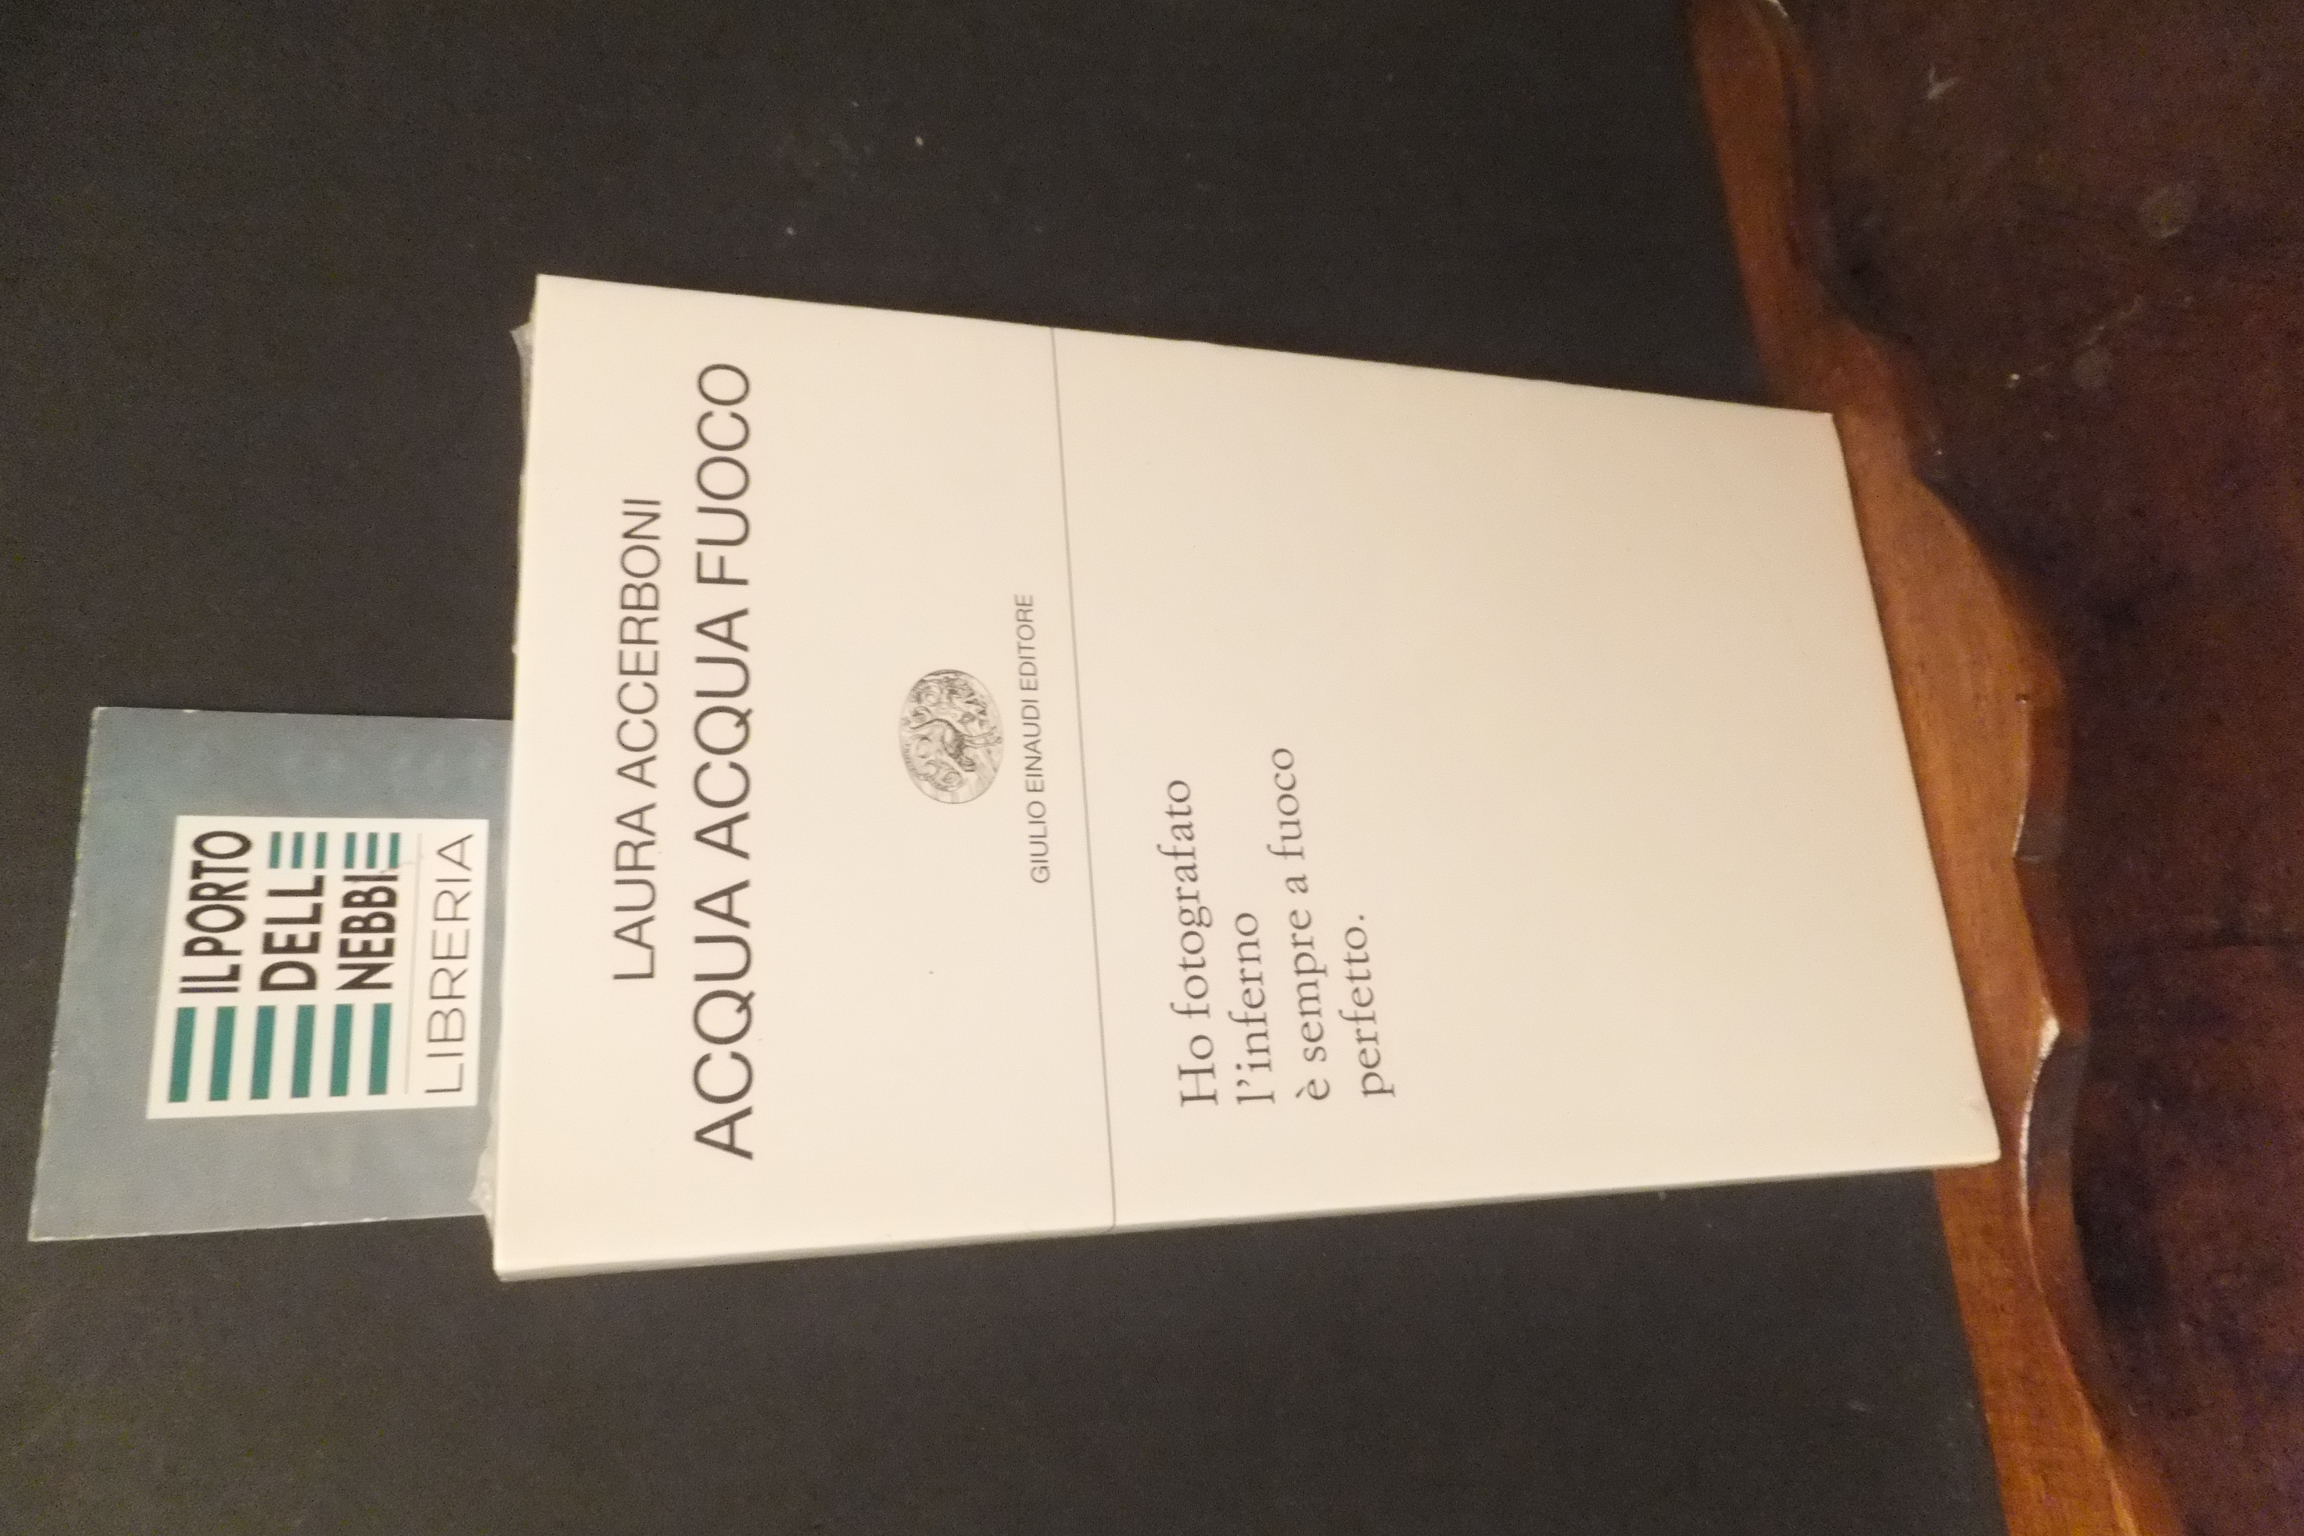 IL PORTO
DELLE
NEBBIE
LIBRERIA
LAURA ACCERBONI
ACQUA ACQUA FUOCO
GIULIO EINAUDI EDITORE
Ho fotografato
l’inferno
è sempre a fuoco
perfetto.